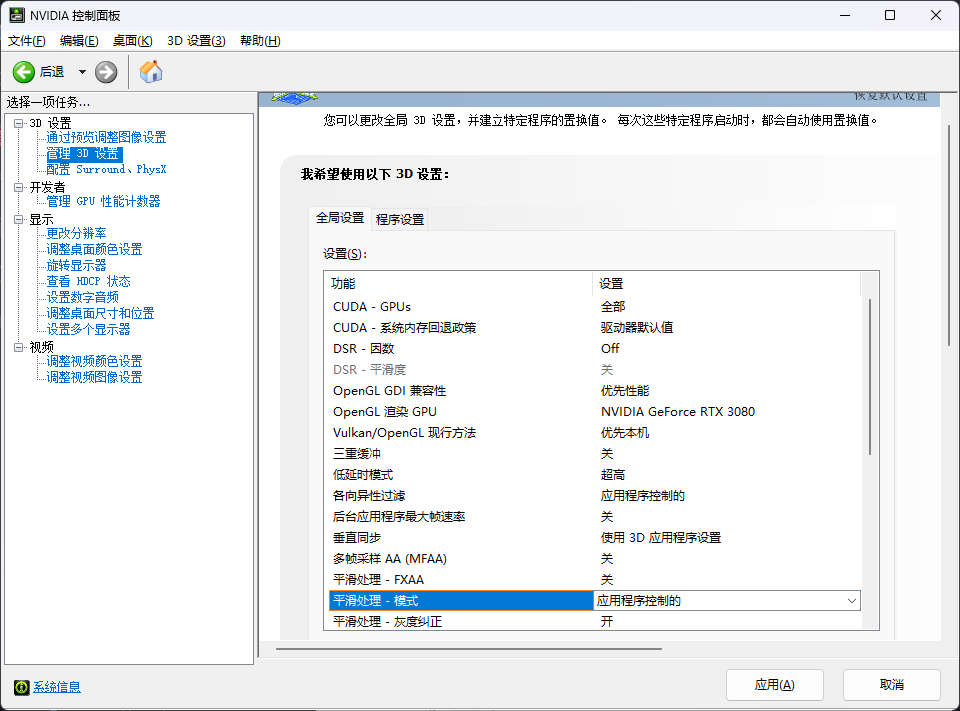 NVIDIA 控制面板
文件(F) 编辑(E) 桌面(K) 3D 设置(3) 帮助(H)
后退
选择一项任务...
3D 设置
通过预览调整图像设置
管理 3D 设置
配置 Surround、PhysX
开发者
管理 GPU 性能计数器
显示
更改分辨率
调整桌面颜色设置
旋转显示器
查看 HDCP 状态
设置数字音频
调整桌面尺寸和位置
设置多个显示器
视频
调整视频颜色设置
调整视频图像设置
系统信息
恢复默认设置
您可以更改全局 3D 设置，并建立特定程序的置换值。 每次这些特定程序启动时，都会自动使用置换值。
我希望使用以下 3D 设置:
全局设置 程序设置
设置(S):
功能 设置
CUDA - GPUs 全部
CUDA - 系统内存回退政策 驱动器默认值
DSR - 因数 Off
DSR - 平滑度 关
OpenGL GDI 兼容性 优先性能
OpenGL 渲染 GPU NVIDIA GeForce RTX 3080
Vulkan/OpenGL 现行方法 优先本机
三重缓冲 关
低延时模式 超高
各向异性过滤 应用程序控制的
后台应用程序最大帧速率 关
垂直同步 使用 3D 应用程序设置
多帧采样 AA (MFAA) 关
平滑处理 - FXAA 关
平滑处理 - 模式 应用程序控制的
平滑处理 - 灰度纠正 开
应用(A) 取消